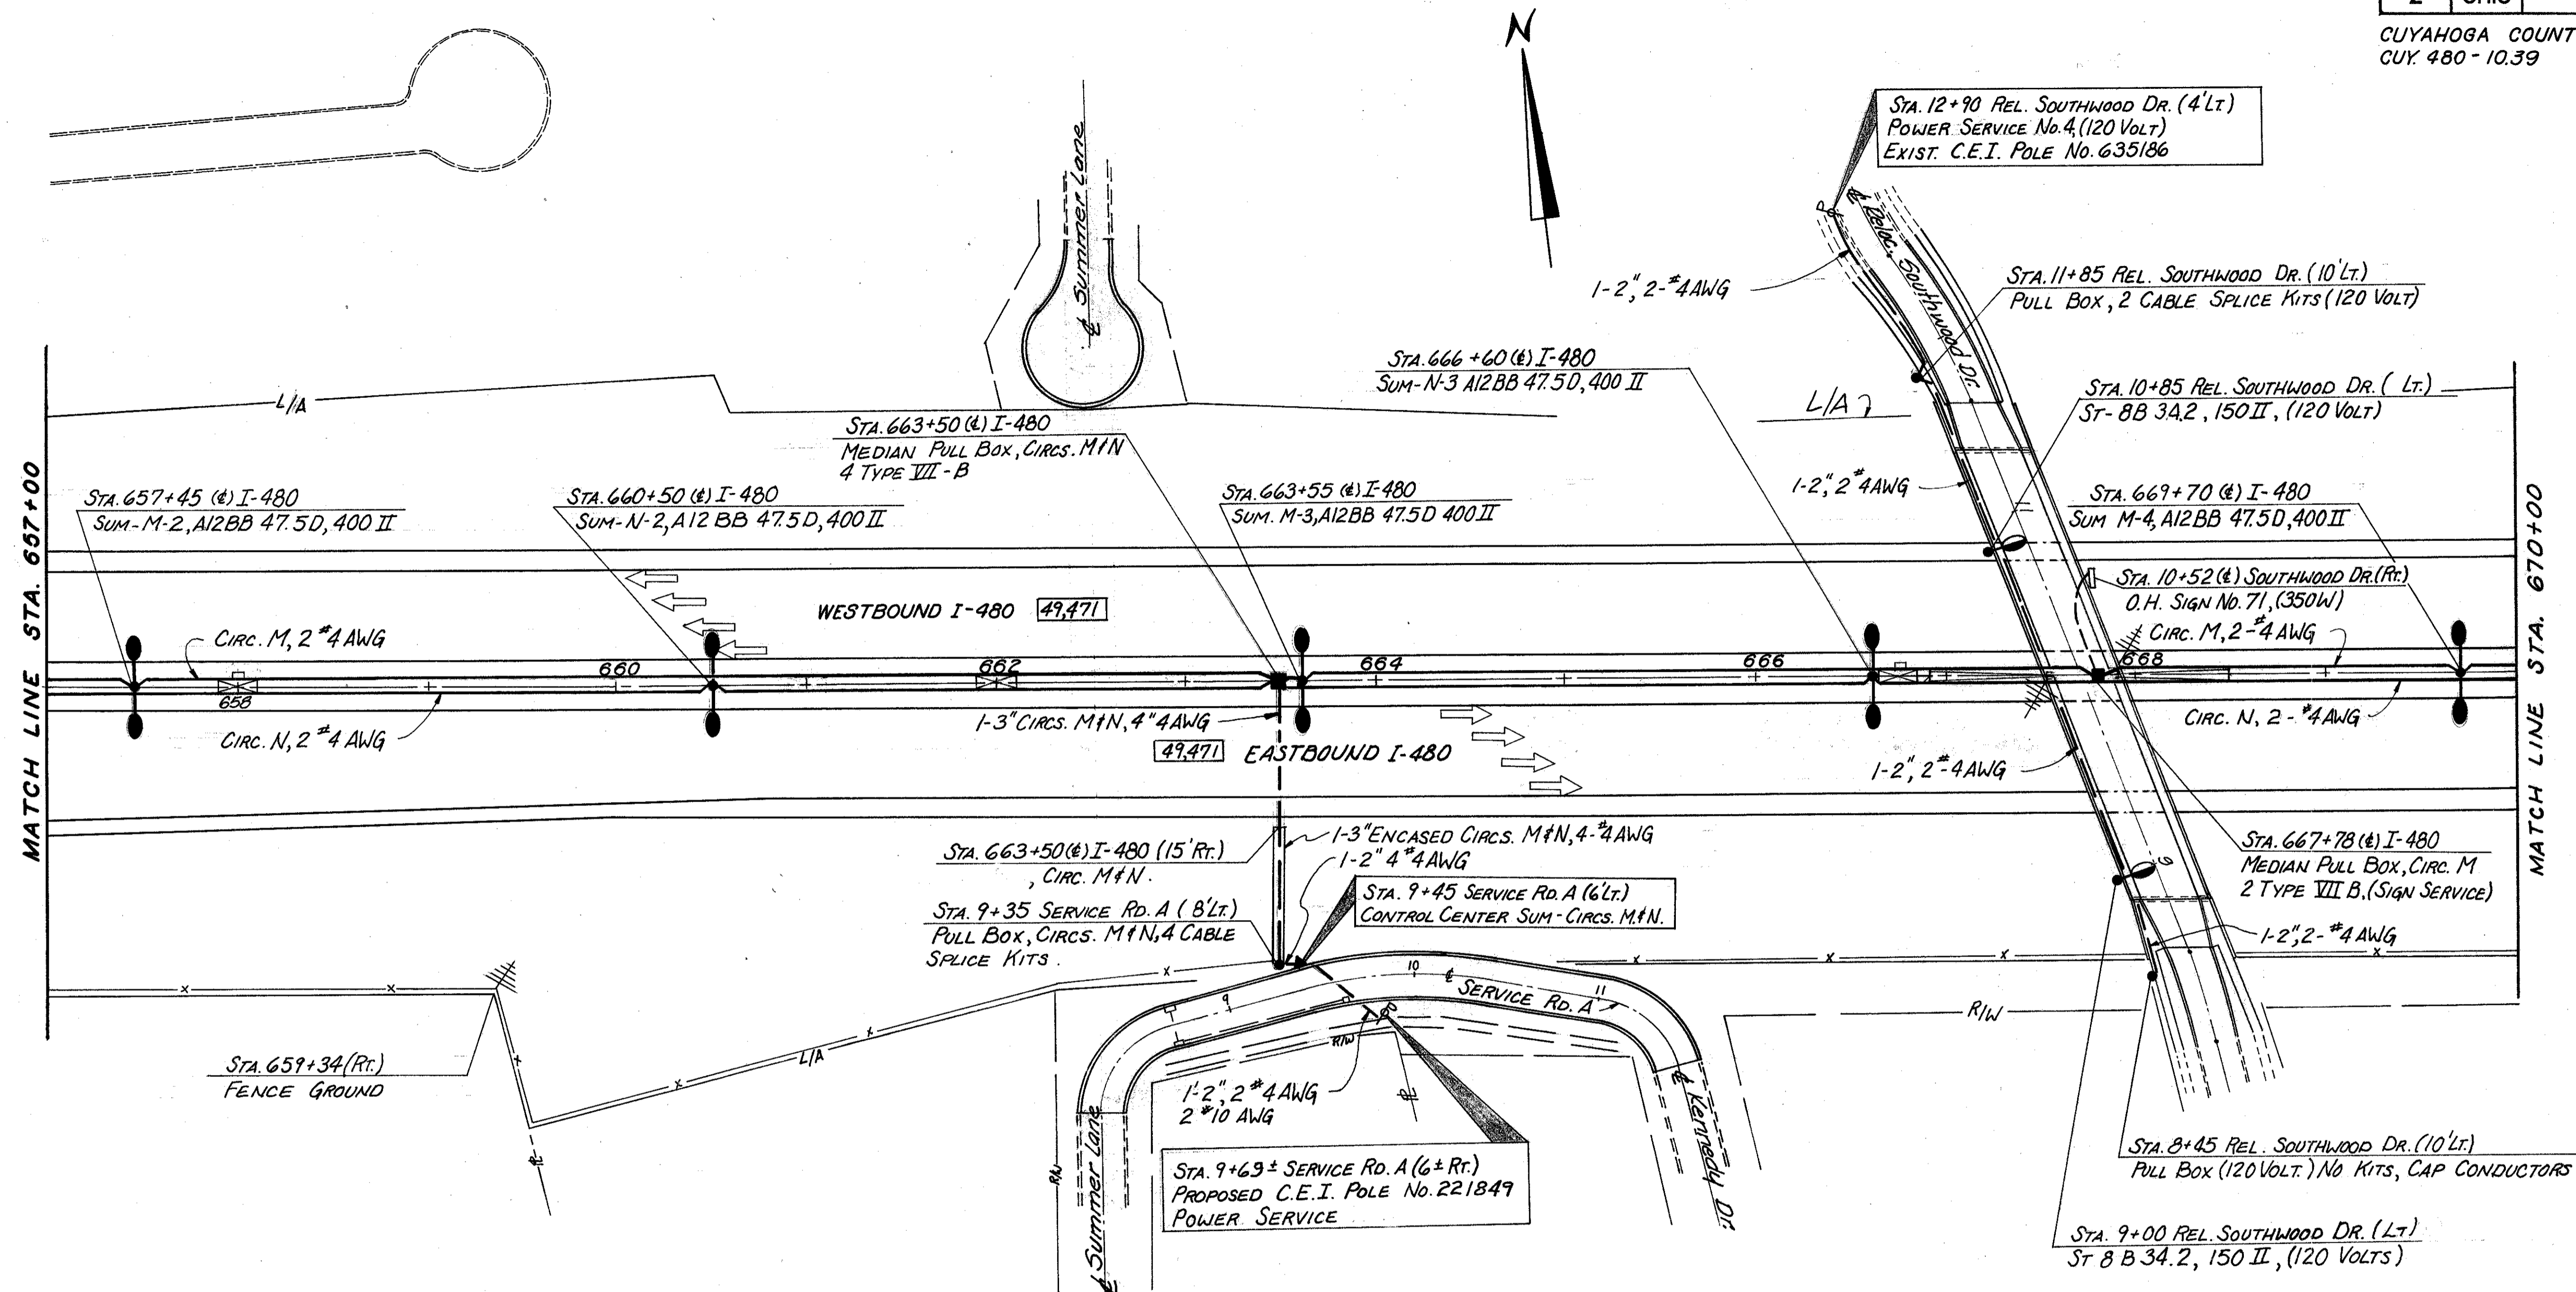 2 OHIO
CUYAHOGA COUNT
CUY. 480 - 10.39
N
STA. 12+90 REL. SOUTHWOOD DR. (4'LT.)
POWER SERVICE No.4, (120 VOLT)
EXIST. C.E.I. POLE No. 635186
℄ Summer Lane
℄ Reloc. Southwood Dr.
1-2", 2-#4 AWG
STA. 11+85 REL. SOUTHWOOD DR. (10'LT.)
PULL BOX, 2 CABLE SPLICE KITS (120 VOLT)
STA. 666+60 (℄) I-480
SUM-N-3 A12BB 47.5D, 400 II
STA. 10+85 REL. SOUTHWOOD DR. ( LT.)
ST-8B 34.2, 150 II, (120 VOLT)
L/A
L/A
STA. 663+50 (℄) I-480
MEDIAN PULL BOX, CIRCS. M&N
4 TYPE VII-B
1-2", 2#4 AWG
STA. 657+45 (℄) I-480
SUM-M-2, A12BB 47.5D, 400 II
STA. 660+50 (℄) I-480
SUM-N-2, A12 BB 47.5D, 400 II
STA. 663+55 (℄) I-480
SUM. M-3, A12BB 47.5D 400 II
STA. 669+70 (℄) I-480
SUM M-4, A12BB 47.5D, 400 II
MATCH LINE STA. 657+00
MATCH LINE STA. 670+00
WESTBOUND I-480 49,471
STA. 10+52 (℄) SOUTHWOOD DR. (RT.)
O.H. SIGN No. 71, (350W)
CIRC. M, 2 #4 AWG
CIRC. M, 2-#4 AWG
660 662 664 666 668
658
CIRC. N, 2 #4 AWG
1-3" CIRCS. M&N, 4"4 AWG
CIRC. N, 2-#4 AWG
49,471 EASTBOUND I-480
1-2", 2-#4 AWG
1-3" ENCASED CIRCS. M&N, 4-#4 AWG
1-2" 4 #4 AWG
STA. 663+50 (℄) I-480 (15' RT.)
, CIRC. M&N.
STA. 667+78 (℄) I-480
MEDIAN PULL BOX, CIRC. M
2 TYPE VII B, (SIGN SERVICE)
9
STA. 9+45 SERVICE RD. A (6'LT.)
CONTROL CENTER SUM-CIRCS. M&N.
STA. 9+35 SERVICE RD. A ( 8'LT.)
PULL BOX, CIRCS. M&N, 4 CABLE
SPLICE KITS.
1-2", 2-#4 AWG
9 10 11
℄ SERVICE RD. A
R/W
R/W
L/A
STA. 659+34 (RT.)
FENCE GROUND
1'-2", 2 #4 AWG
2 #10 AWG
℄ Summer Lane
R/W
℄ Kennedy Dr.
STA. 9+69± SERVICE RD. A (6± RT.)
PROPOSED C.E.I. POLE No. 221849
POWER SERVICE
STA. 8+45 REL. SOUTHWOOD DR. (10'LT.)
PULL BOX (120 VOLT.) NO KITS, CAP CONDUCTORS
STA. 9+00 REL. SOUTHWOOD DR. (LT)
ST 8 B 34.2, 150 II, (120 VOLTS)